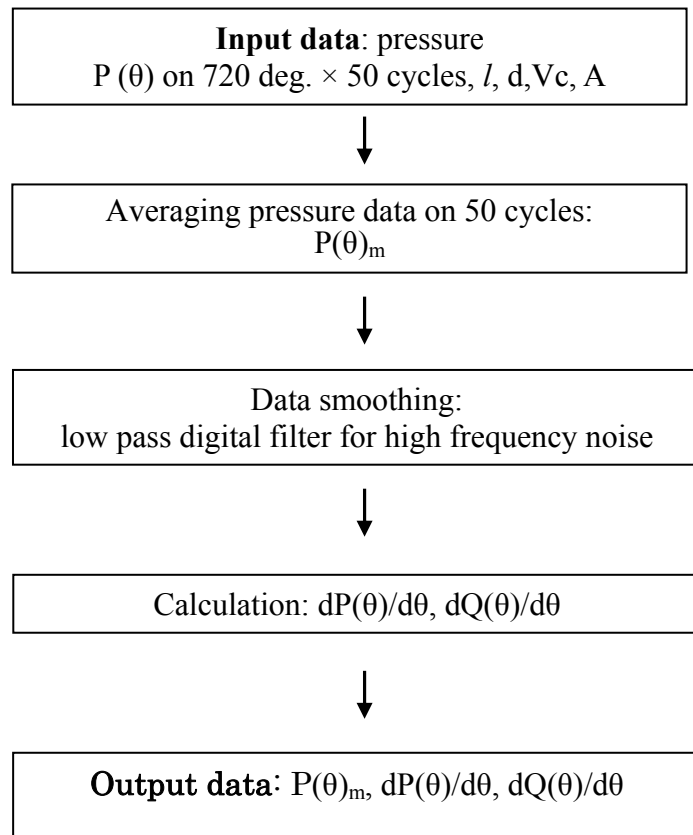 Input data: pressure
P (θ) on 720 deg. × 50 cycles, l, d,Vc, A
Averaging pressure data on 50 cycles:
P(θ)m
Data smoothing:
low pass digital filter for high frequency noise
Calculation: dP(θ)/dθ, dQ(θ)/dθ
Output data: P(θ)m, dP(θ)/dθ, dQ(θ)/dθ